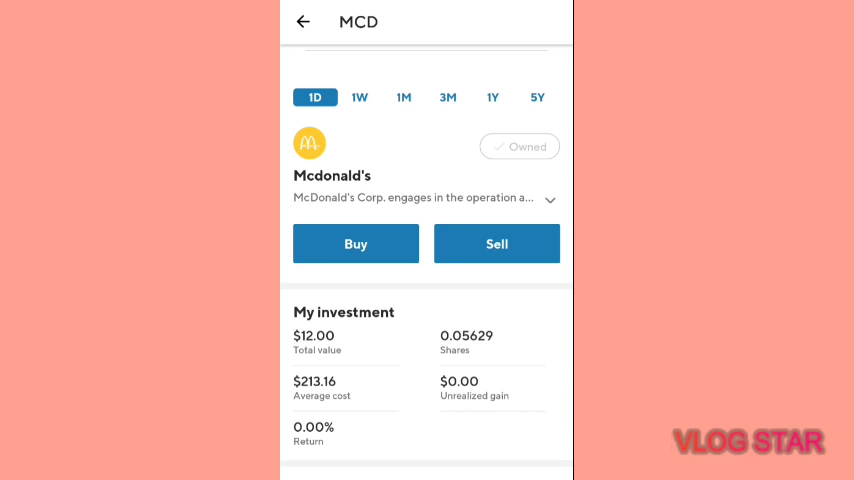 MCD
1D 1W 1M 3M 1Y 5Y
Owned
Mcdonald's
McDonald's Corp. engages in the operation a...
Buy Sell
My investment
$12.00 0.05629
Total value Shares
$213.16 $0.00
Average cost Unrealized gain
0.00%
Return
VLOG STAR